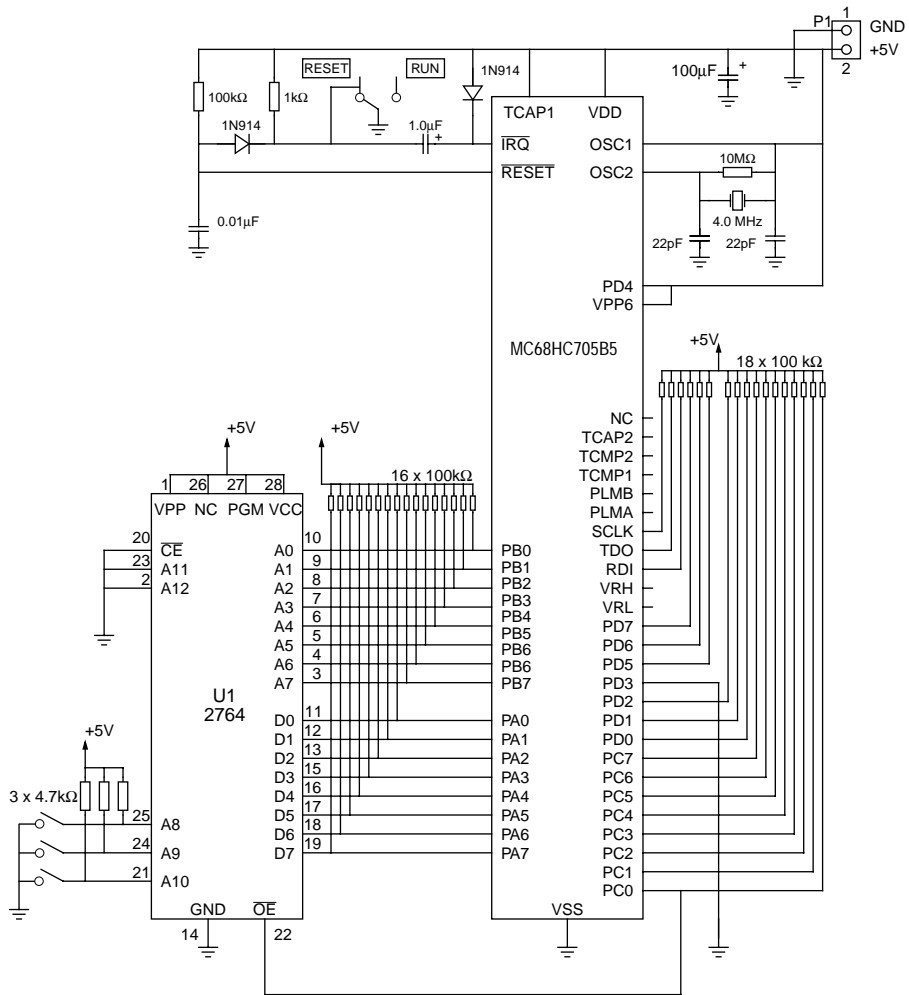 P1
1
GND
+5V
2
RESET
RUN
1N914
100µF
+
100kΩ
1kΩ
TCAP1
VDD
1N914
1.0µF
+
IRQ
OSC1
10MΩ
RESET
OSC2
0.01µF
4.0 MHz
22pF
22pF
PD4
VPP6
MC68HC705B5
+5V
18 x 100 kΩ
NC
TCAP2
TCMP2
TCMP1
PLMB
PLMA
SCLK
TDO
RDI
VRH
VRL
PD7
PD6
PD5
PD3
PD2
PD1
PD0
PC7
PC6
PC5
PC4
PC3
PC2
PC1
PC0
VSS
PB0
PB1
PB2
PB3
PB4
PB5
PB6
PB6
PB7
PA0
PA1
PA2
PA3
PA4
PA5
PA6
PA7
+5V
+5V
16 x 100kΩ
1 26 27 28
VPP NC PGM VCC
20 CE
23 A11
2 A12
A0 10
A1 9
A2 8
A3 7
A4 6
A5 5
A6 4
A7 3
U1
2764
D0 11
D1 12
D2 13
D3 15
D4 16
D5 17
D6 18
D7 19
+5V
3 x 4.7kΩ
25 A8
24 A9
21 A10
GND OE
14 22